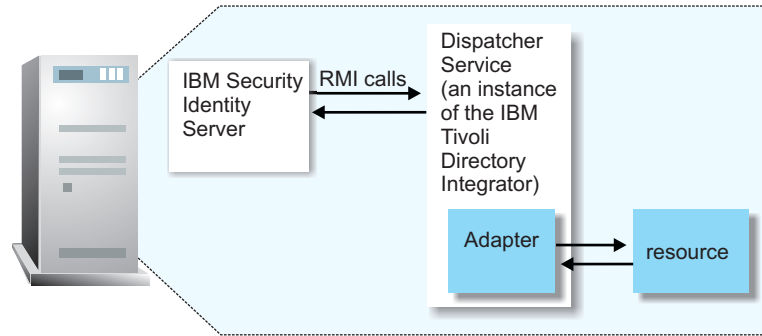 IBM Security
Identity
Server
RMI calls
Dispatcher
Service
(an instance
of the IBM
Tivoli
Directory
Integrator)
Adapter
resource